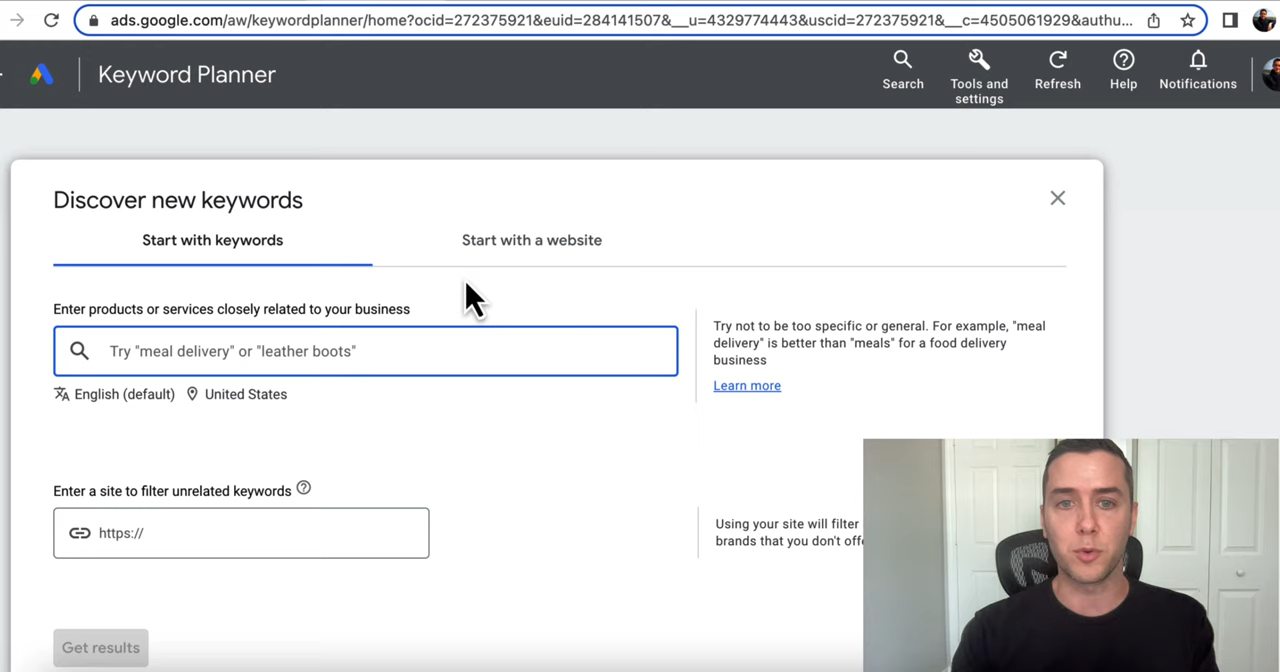 ads.google.com/aw/keywordplanner/home?ocid=272375921&euid=284141507&__u=4329774443&uscid=272375921&__c=4505061929&authu...
Keyword Planner
Search
Tools and
settings
Refresh
Help
Notifications
Discover new keywords
Start with keywords
Start with a website
Enter products or services closely related to your business
Try "meal delivery" or "leather boots"
English (default)
United States
Try not to be too specific or general. For example, "meal
delivery" is better than "meals" for a food delivery
business
Learn more
Enter a site to filter unrelated keywords
https://
Using your site will filter
brands that you don't offe
Get results